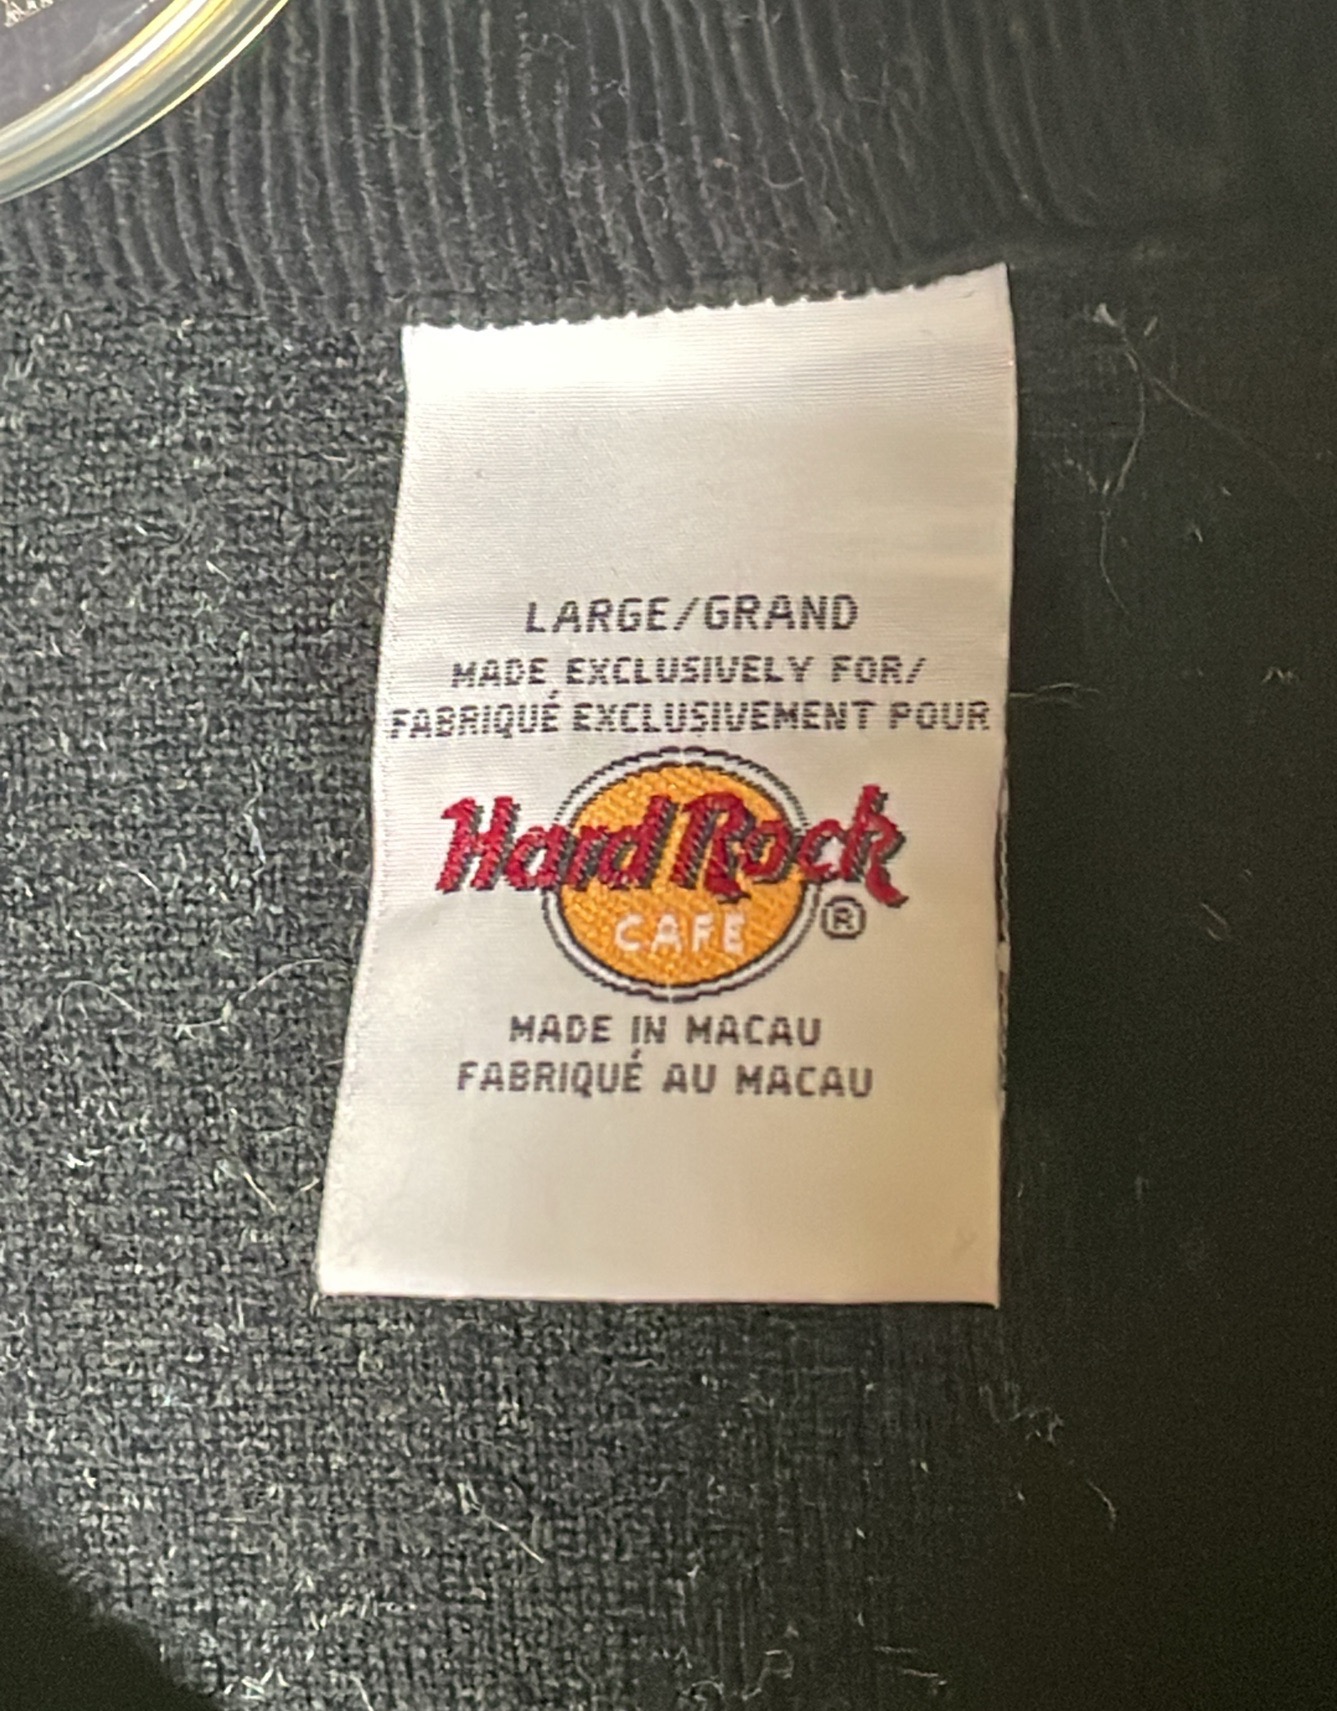 LARGE/GRAND
MADE EXCLUSIVELY FOR/
FABRIQUÉ EXCLUSIVEMENT POUR
Hard Rock
CAFE ®
MADE IN MACAU
FABRIQUÉ AU MACAU